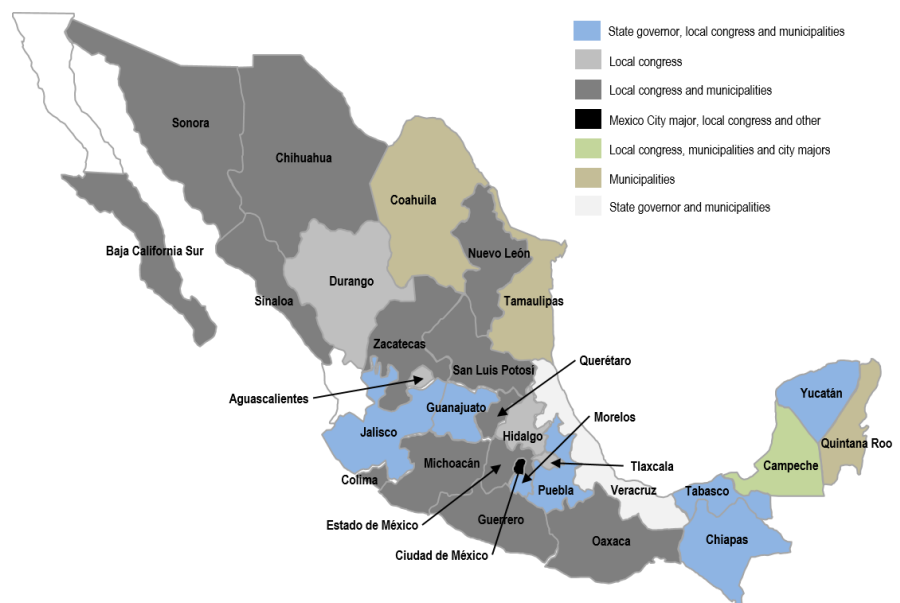 State governor, local congress and municipalities
Local congress
Local congress and municipalities
Mexico City major, local congress and other
Local congress, municipalities and city majors
Municipalities
State governor and municipalities
Sonora
Chihuahua
Coahuila
Baja California Sur
Nuevo León
Durango
Sinaloa
Tamaulipas
Zacatecas
San Luis Potosí
Querétaro
Aguascalientes
Guanajuato
Morelos
Yucatán
Jalisco
Hidalgo
Quintana Roo
Michoacán
Tlaxcala
Campeche
Colima
Puebla
Veracruz
Tabasco
Estado de México
Guerrero
Ciudad de México
Oaxaca
Chiapas